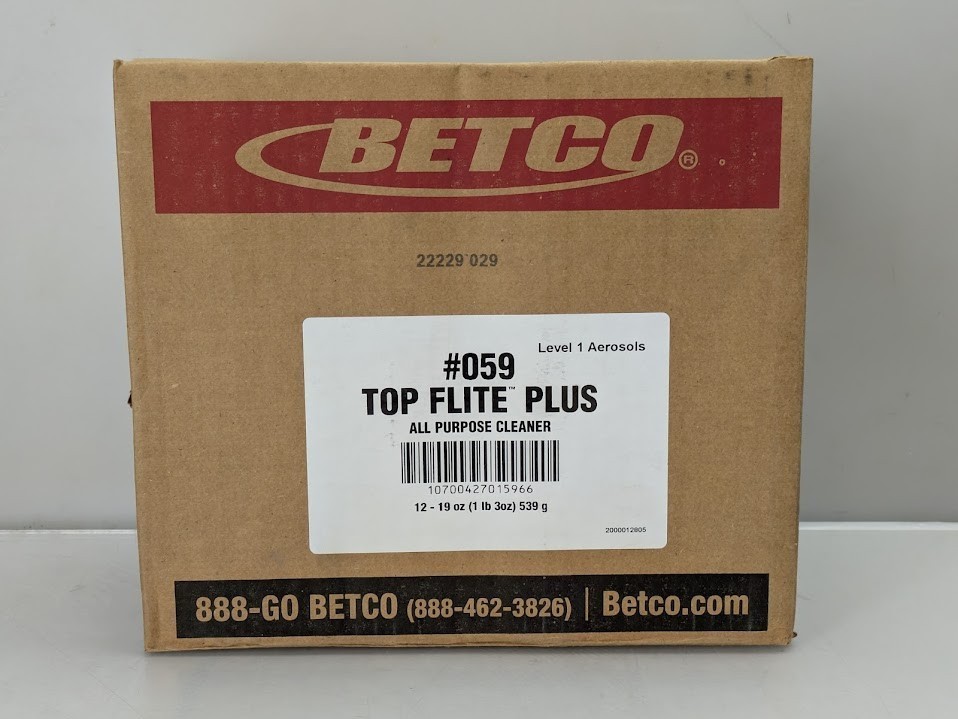 BETCO®
22229 029
Level 1 Aerosols
#059
TOP FLITE™ PLUS
ALL PURPOSE CLEANER
10700427015966
12 - 19 oz (1 lb 3oz) 539 g
2000012805
888-GO BETCO (888-462-3826) | Betco.com